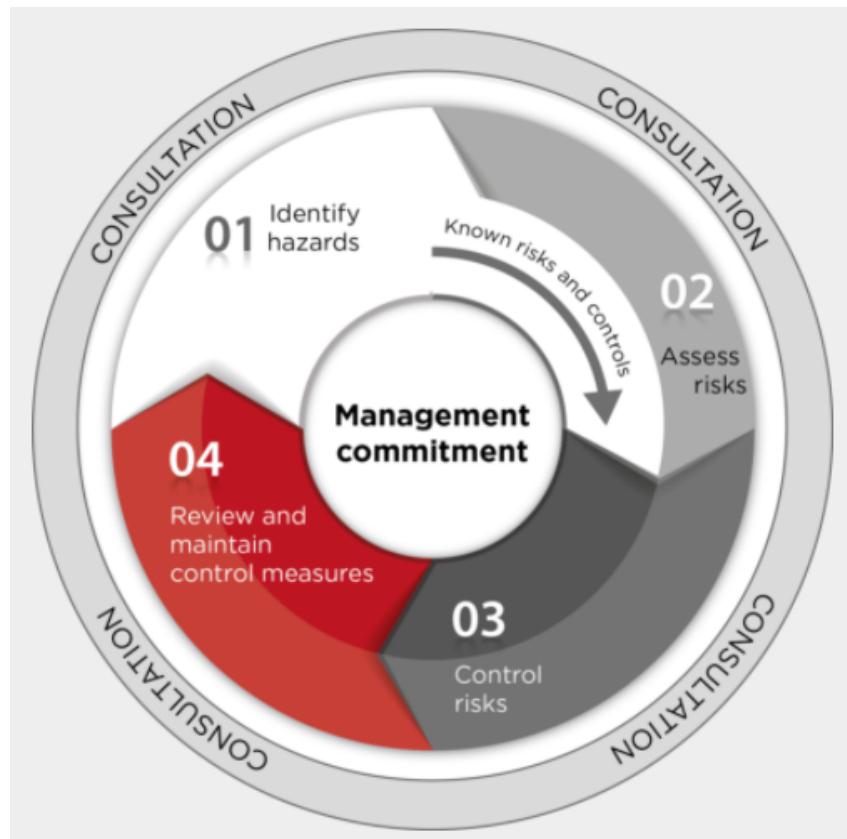 CONSULTATION
CONSULTATION
01
Identify
hazards
Known risks and controls
02
Assess
risks
Management
commitment
04
Review and
maintain
control measures
03
Control
risks
CONSULTATION
CONSULTATION